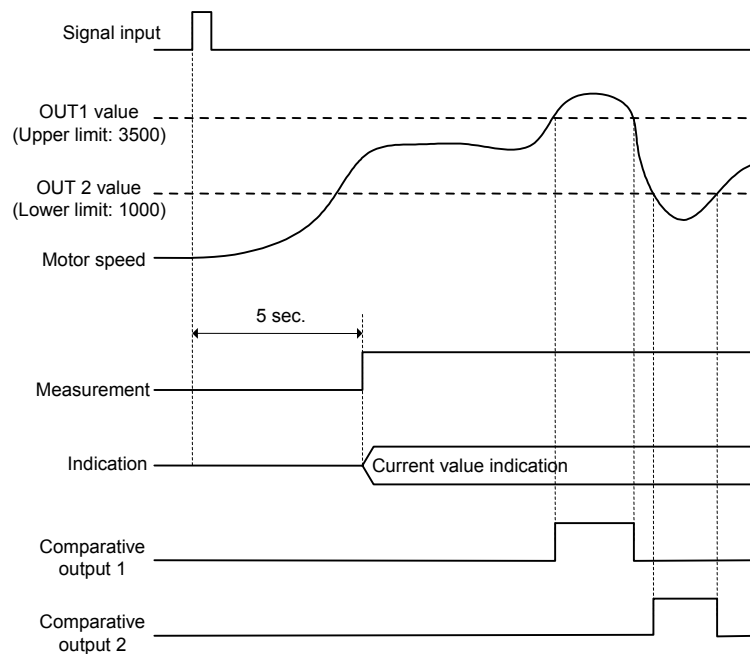 Signal input
OUT1 value
(Upper limit: 3500)
OUT 2 value
(Lower limit: 1000)
Motor speed
5 sec.
Measurement
Indication
Current value indication
Comparative
output 1
Comparative
output 2